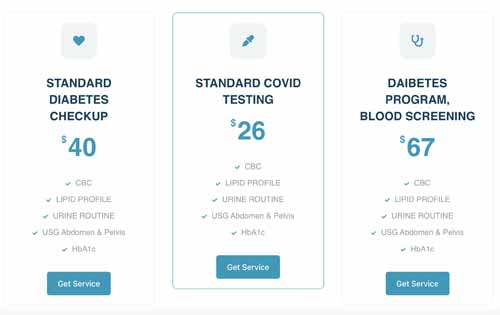 STANDARD
DIABETES
CHECKUP
$40
CBC
LIPID PROFILE
URINE ROUTINE
USG Abdomen & Pelvis
HbA1c
Get Service
STANDARD COVID
TESTING
$26
CBC
LIPID PROFILE
URINE ROUTINE
USG Abdomen & Pelvis
HbA1c
Get Service
DAIBETES
PROGRAM,
BLOOD SCREENING
$67
CBC
LIPID PROFILE
URINE ROUTINE
USG Abdomen & Pelvis
HbA1c
Get Service